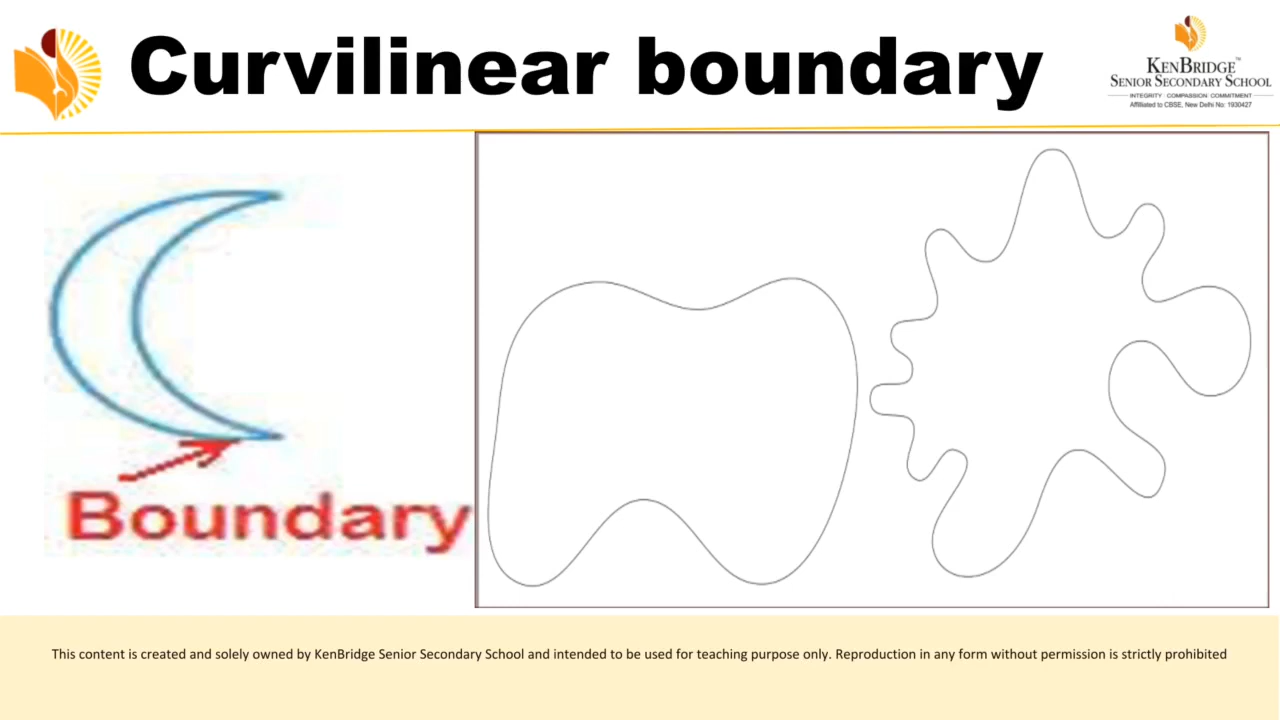 Curvilinear boundary
KENBRIDGE™
SENIOR SECONDARY SCHOOL
INTEGRITY | COMPASSION | COMMITMENT
Affiliated to CBSE, New Delhi No: 1930427
Boundary
This content is created and solely owned by KenBridge Senior Secondary School and intended to be used for teaching purpose only. Reproduction in any form without permission is strictly prohibited